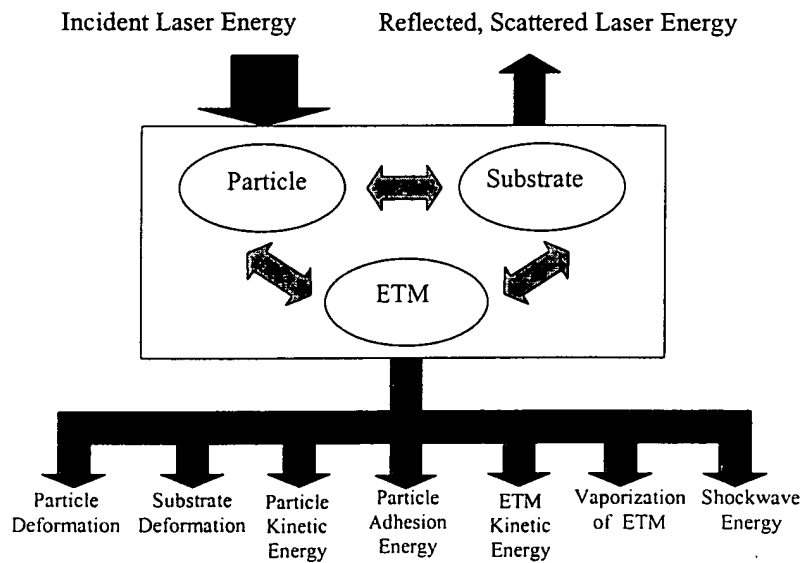 Incident Laser Energy
Reflected, Scattered Laser Energy
Particle
Substrate
ETM
Particle
Deformation
Substrate
Deformation
Particle
Kinetic
Energy
Particle
Adhesion
Energy
ETM
Kinetic
Energy
Vaporization
of ETM
Shockwave
Energy